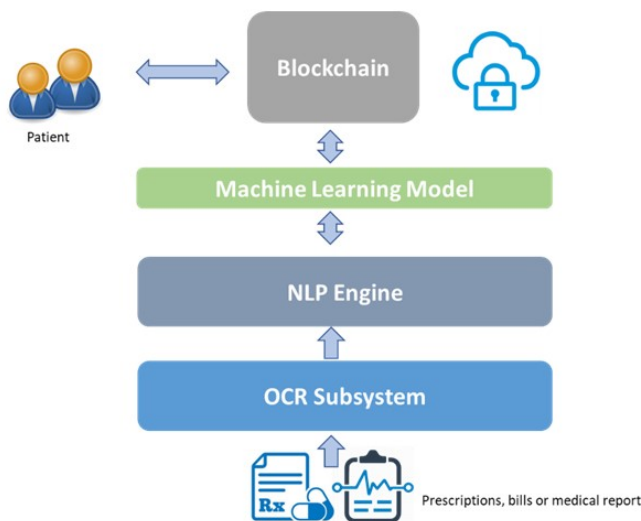 Blockchain
Patient
Machine Learning Model
NLP Engine
OCR Subsystem
Rx
Prescriptions, bills or medical report